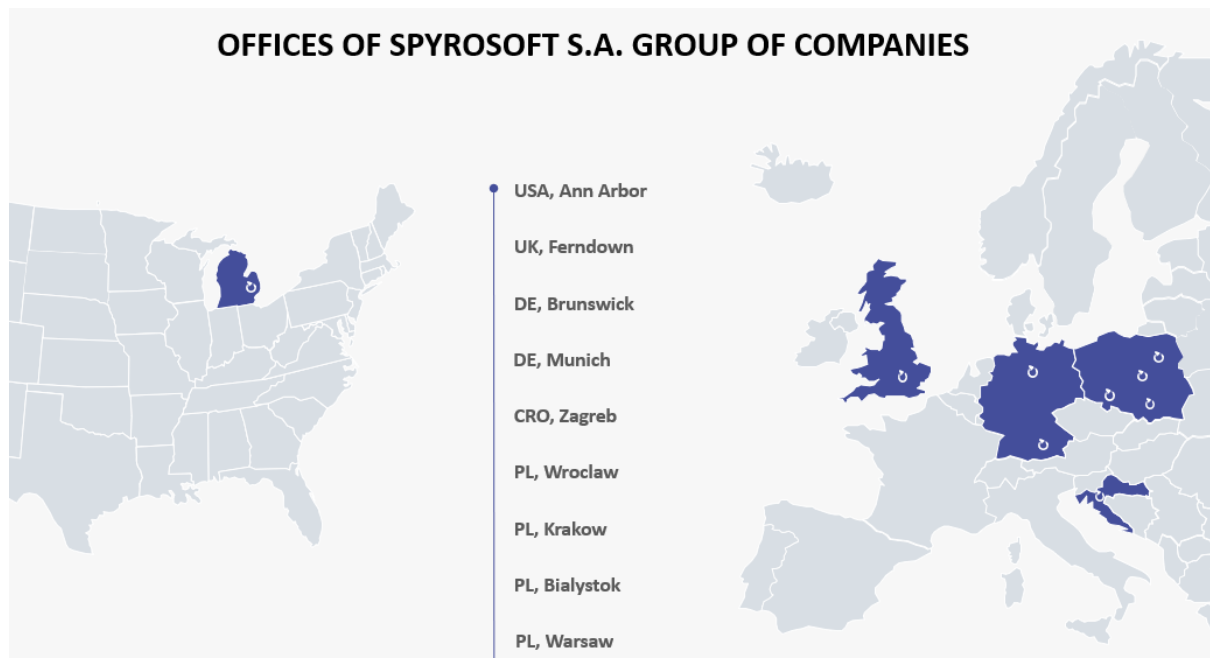 OFFICES OF SPYROSOFT S.A. GROUP OF COMPANIES
USA, Ann Arbor
UK, Ferndown
DE, Brunswick
DE, Munich
CRO, Zagreb
PL, Wroclaw
PL, Krakow
PL, Bialystok
PL, Warsaw